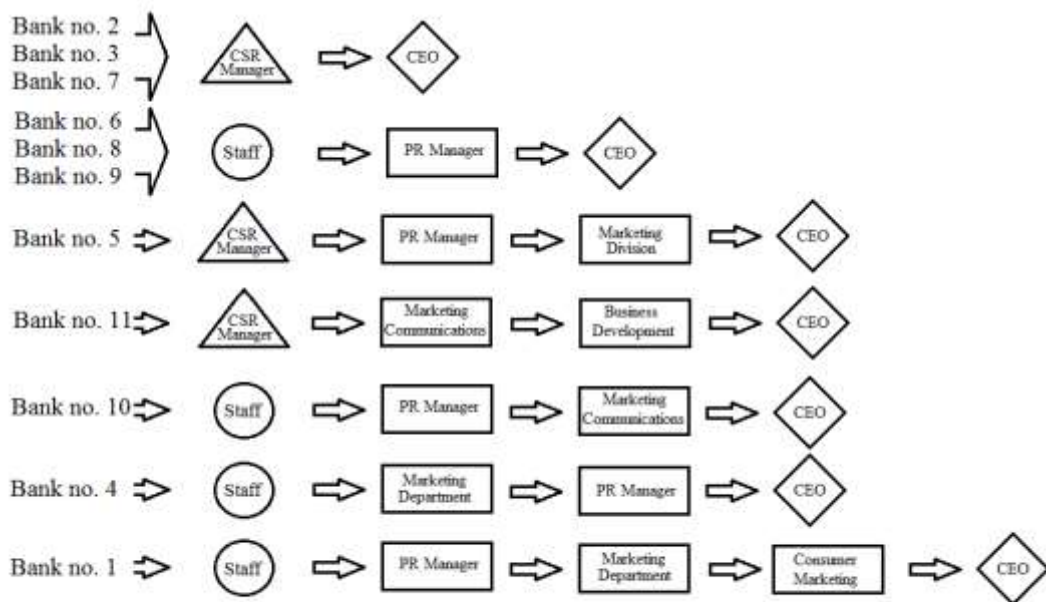 Bank no. 2
Bank no. 3
Bank no. 7
CSR
Manager
CEO
Bank no. 6
Bank no. 8
Bank no. 9
Staff
PR Manager
CEO
Bank no. 5
CSR
Manager
PR Manager
Marketing
Division
CEO
Bank no. 11
CSR
Manager
Marketing
Communications
Business
Development
CEO
Bank no. 10
Staff
PR Manager
Marketing
Communications
CEO
Bank no. 4
Staff
Marketing
Department
PR Manager
CEO
Bank no. 1
Staff
PR Manager
Marketing
Department
Consumer
Marketing
CEO